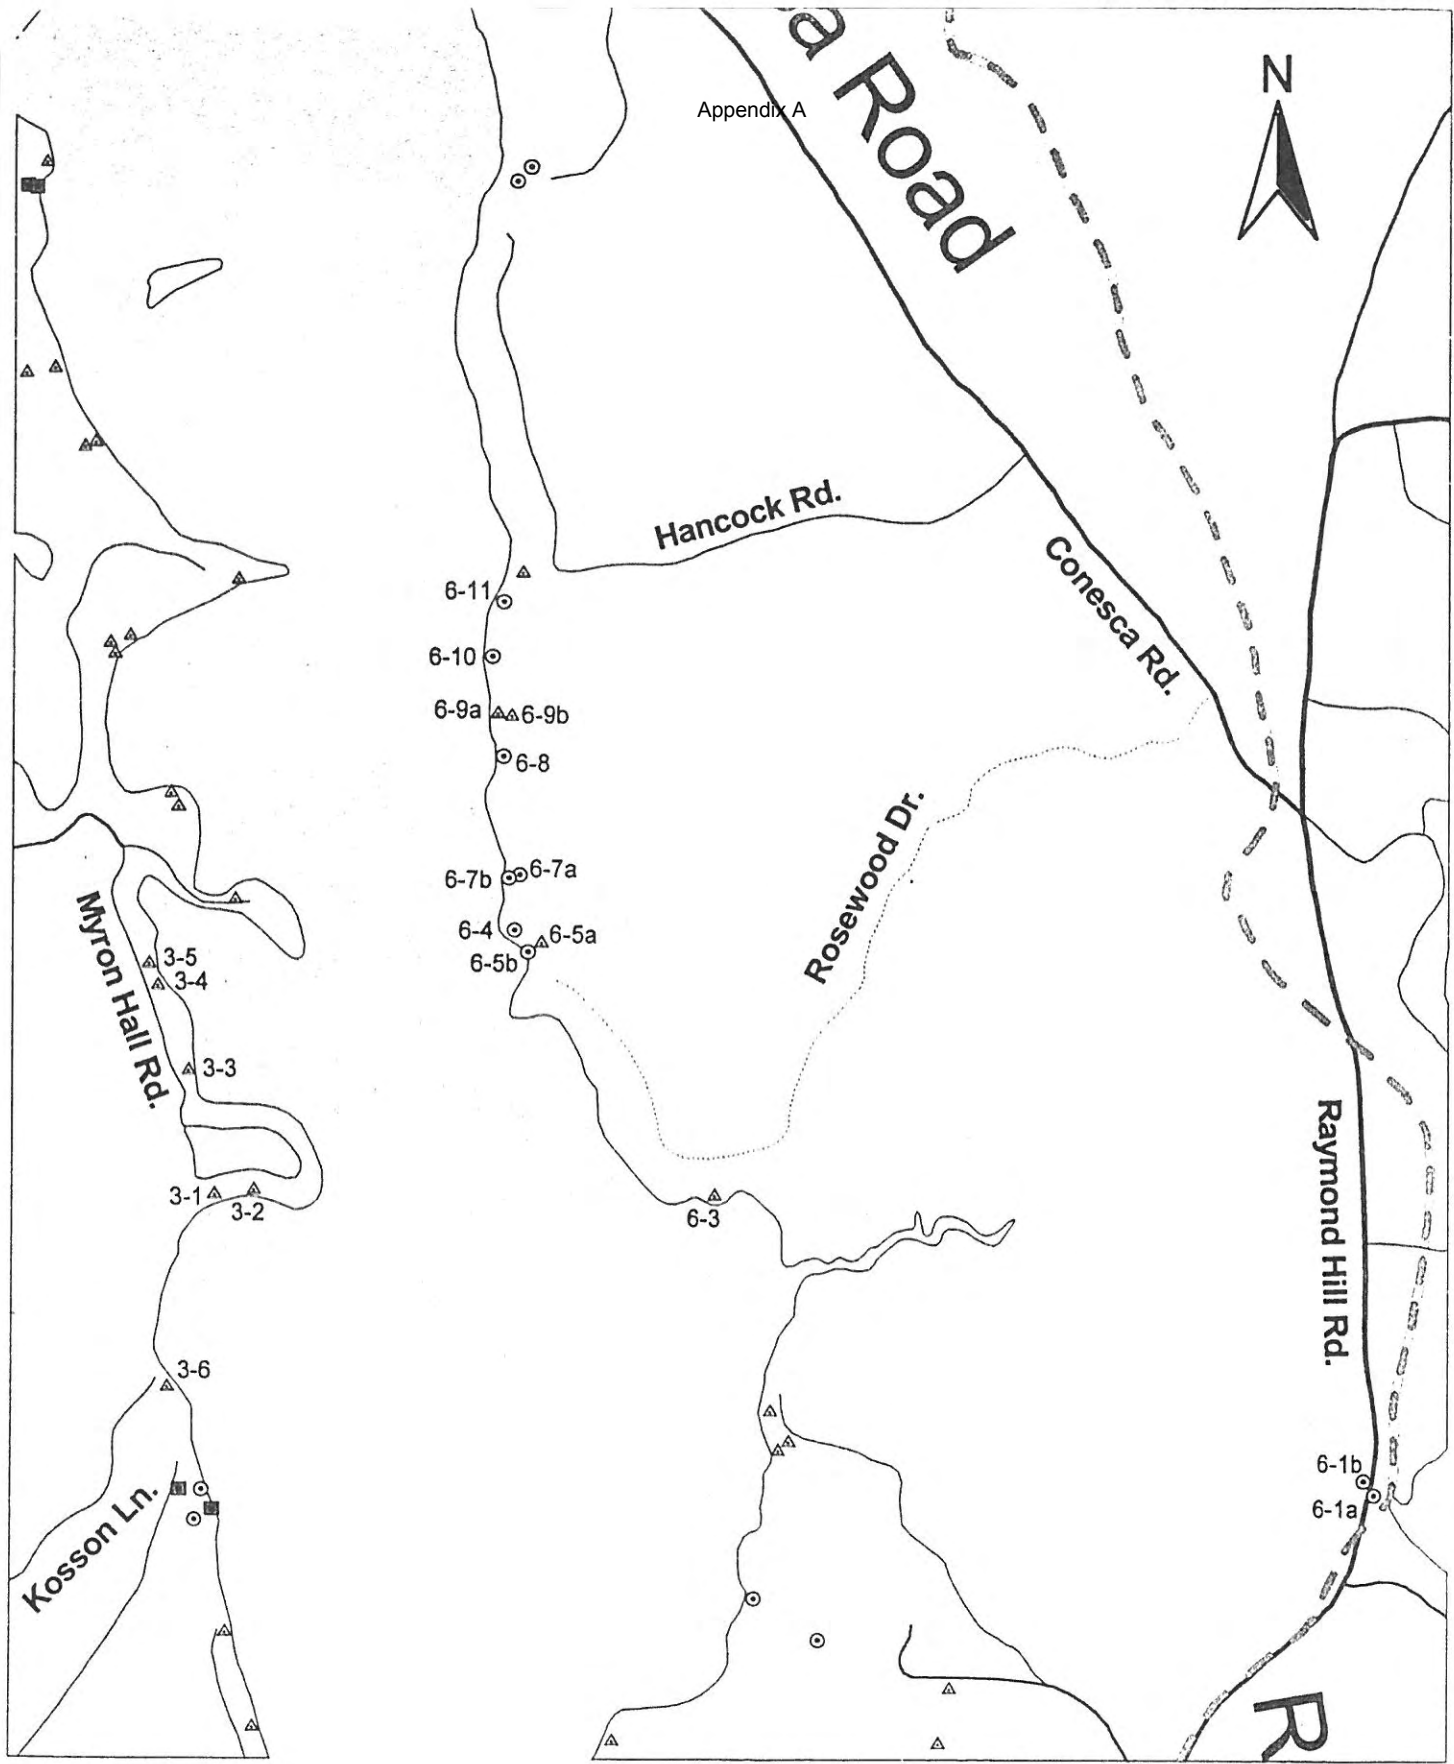 a Road
N
Appendix A
Hancock Rd.
Conesca Rd.
6-11
6-10
6-9a
6-9b
6-8
Rosewood Dr.
6-7b
6-7a
6-4
6-5a
6-5b
Myron Hall Rd.
3-5
3-4
3-3
Raymond Hill Rd.
3-1
3-2
6-3
3-6
6-1b
6-1a
Kosson Ln.
R